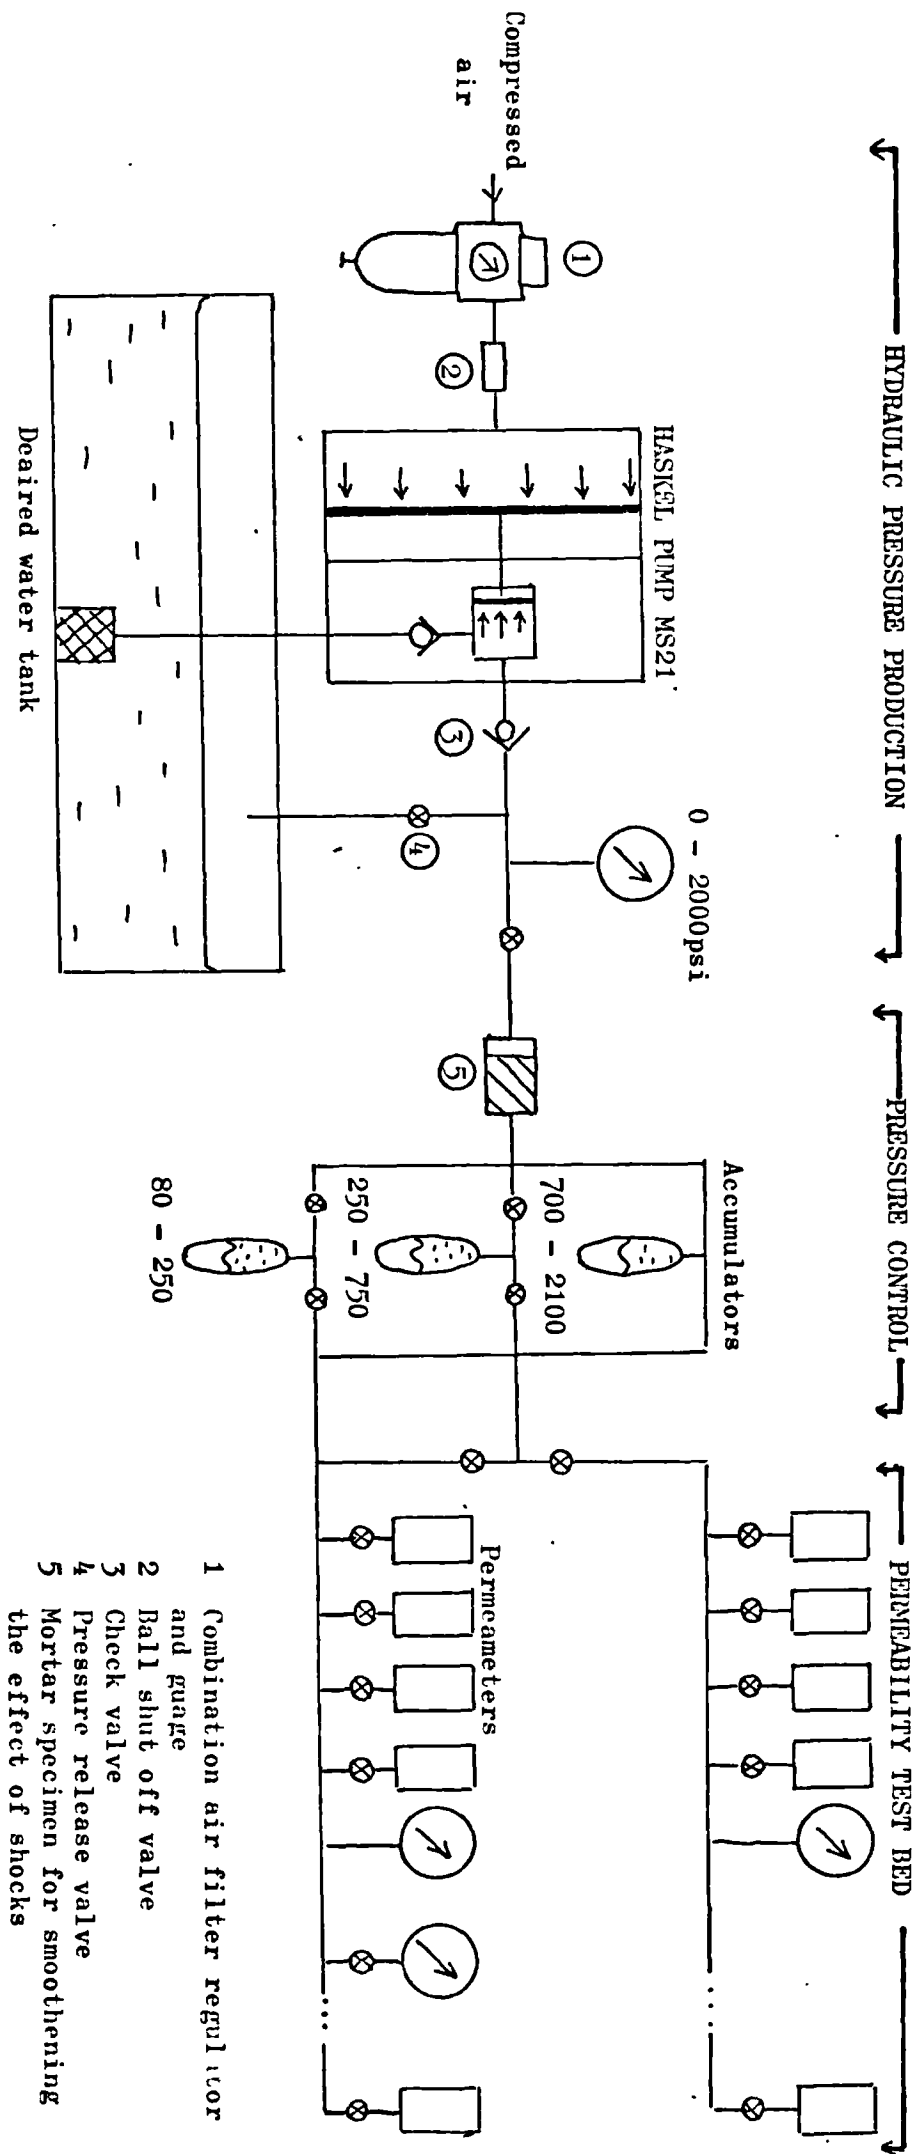 HYDRAULIC PRESSURE PRODUCTION
PRESSURE CONTROL
PERMEABILITY TEST BED
Compressed
air
1
2
HASKEL PUMP MS21
3
4
0 - 2000psi
5
Deaired water tank
Accumulators
700 - 2100
250 - 750
80 - 250
Permeameters
1 Combination air filter regulator
and guage
2 Ball shut off valve
3 Check valve
4 Pressure release valve
5 Mortar specimen for smoothening
the effect of shocks